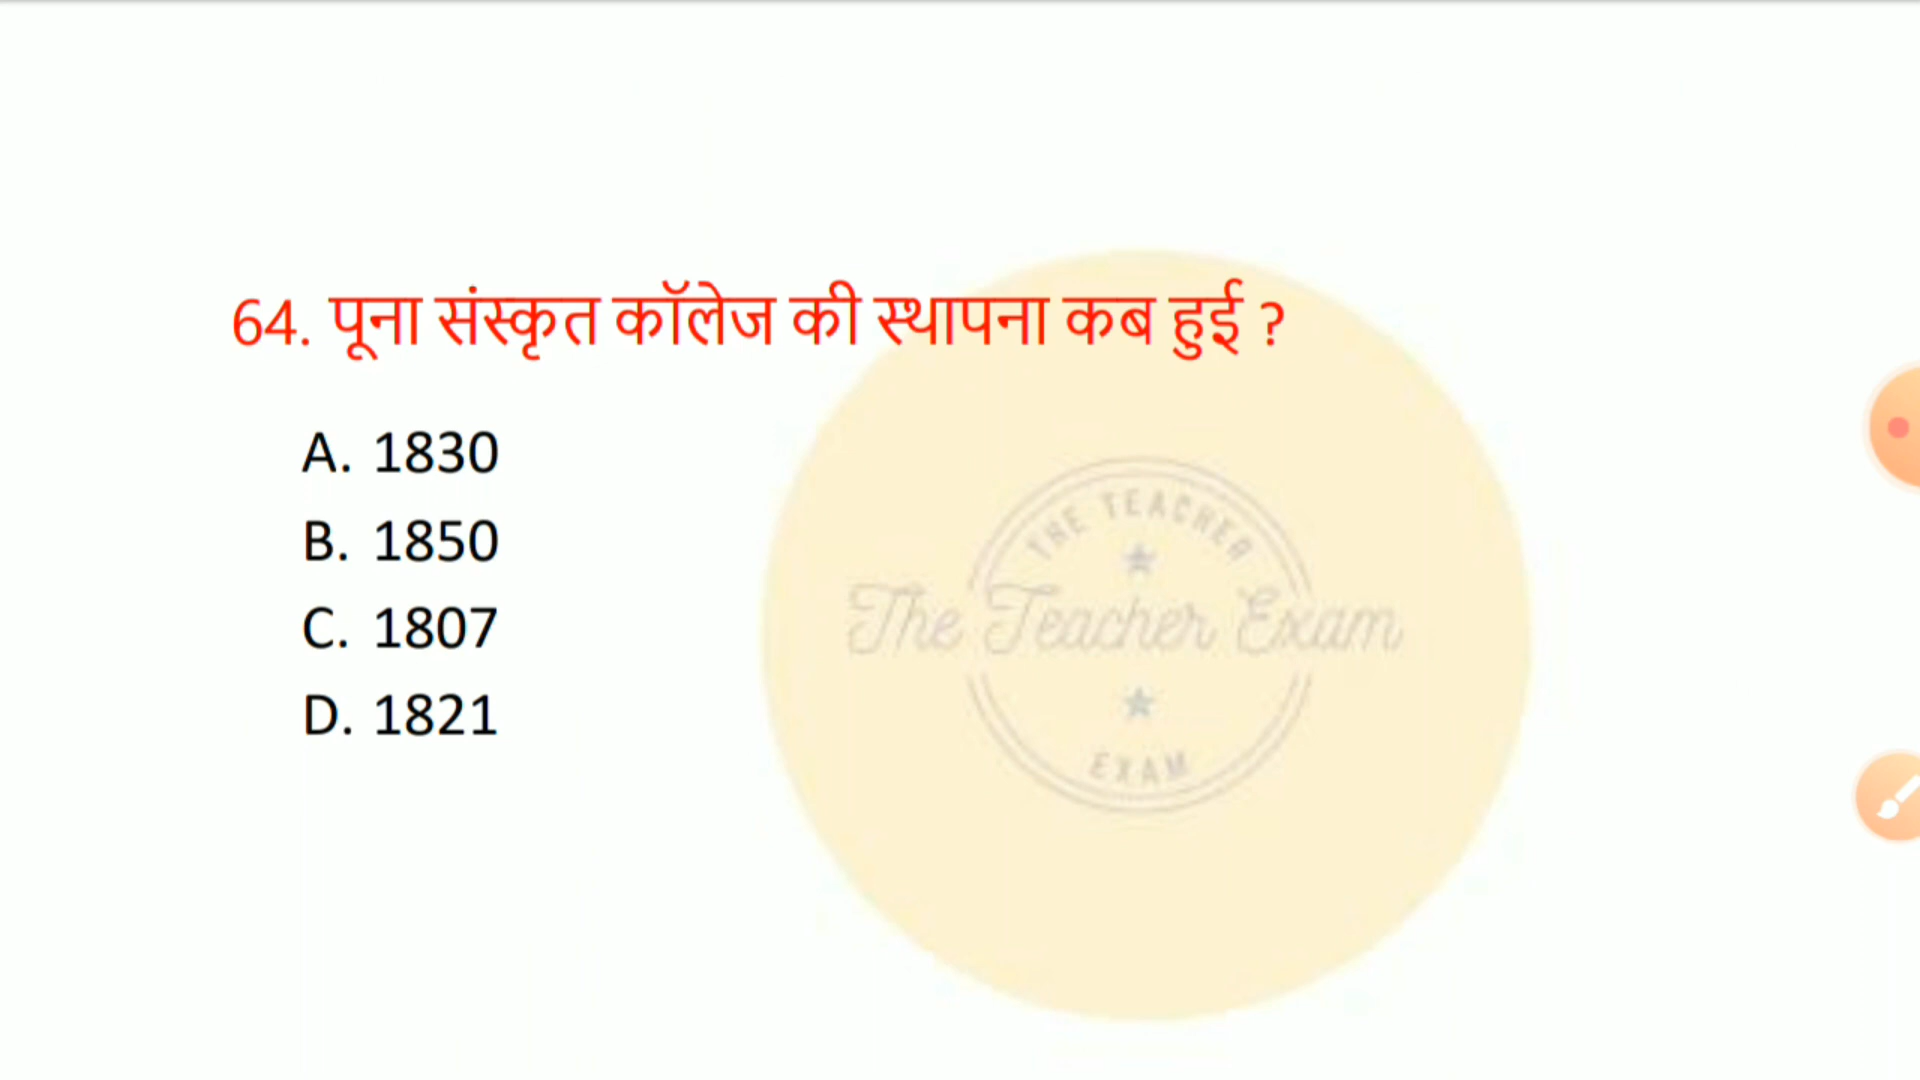 64. पूना संस्कृत कॉलेज की स्थापना कब हुई ?
A. 1830
B. 1850
C. 1807
D. 1821
THE TEACHER
The Teacher Exam
EXAM